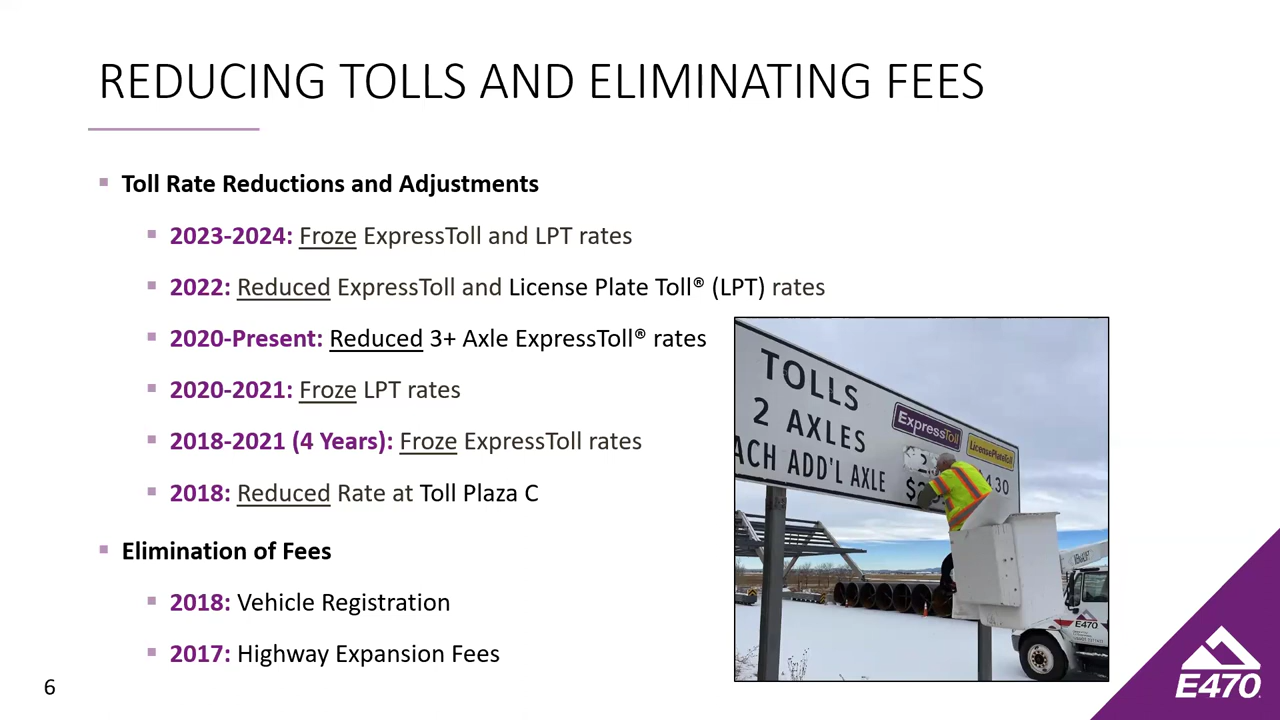 REDUCING TOLLS AND ELIMINATING FEES
Toll Rate Reductions and Adjustments
2023-2024: Froze ExpressToll and LPT rates
2022: Reduced ExpressToll and License Plate Toll® (LPT) rates
2020-Present: Reduced 3+ Axle ExpressToll® rates
2020-2021: Froze LPT rates
2018-2021 (4 Years): Froze ExpressToll rates
2018: Reduced Rate at Toll Plaza C
Elimination of Fees
2018: Vehicle Registration
2017: Highway Expansion Fees
TOLLS
2 AXLES
ACH ADD'L AXLE
ExpressToll
LicensePlateToll
E470
6
E470